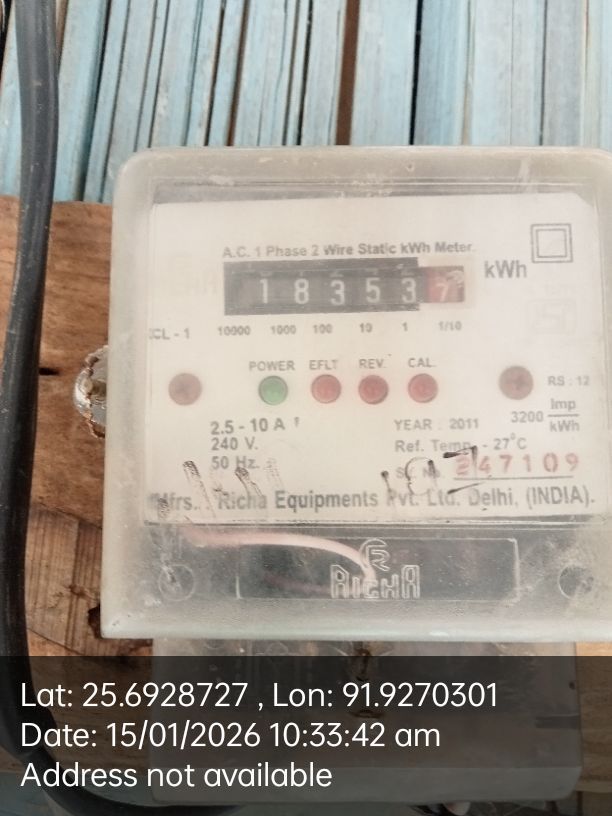 A.C. 1 Phase 2 Wire Static kWh Meter.
1 8 3 5 3 7 kWh
CL - 1 10000 1000 100 10 1 1/10
POWER EFLT REV. CAL.
RS : 12
3200 Imp/kWh
2.5 - 10 A YEAR : 2011
240 V. Ref. Temp. - 27°C
50 Hz. 247109
Mfrs. : Richa Equipments Pvt. Ltd. Delhi, (INDIA).
RICHA
Lat: 25.6928727 , Lon: 91.9270301
Date: 15/01/2026 10:33:42 am
Address not available